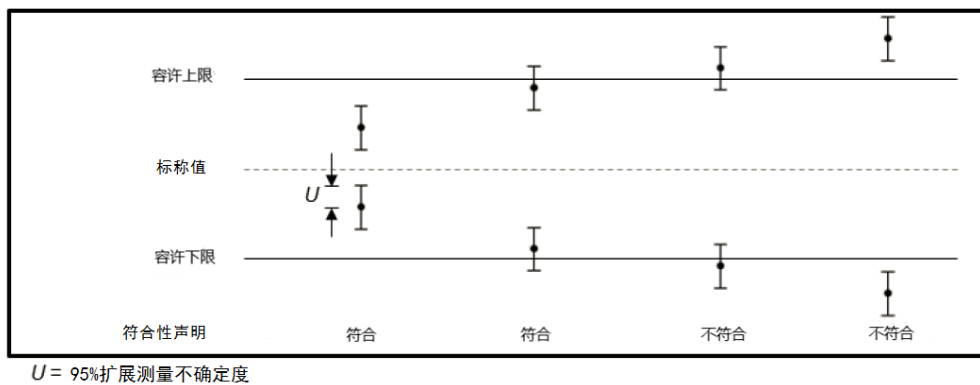 容许上限
标称值
U
容许下限
符合性声明 符合 符合 不符合 不符合
U = 95%扩展测量不确定度